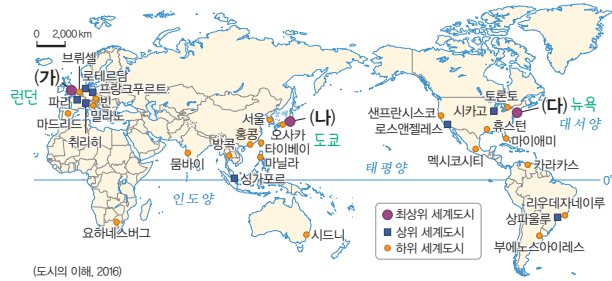 0 2,000 km
브뤼셀
(가)
로테르담
런던
프랑크푸르트
파리
빈
마드리드
밀라노
취리히
서울
(나)
홍콩
오사카
도쿄
방콕
타이베이
뭄바이
마닐라
싱가포르
인도양
요하네스버그
시드니
토론토
(다) 뉴욕
샌프란시스코
시카고
대서양
로스앤젤레스
휴스턴
마이애미
멕시코시티
태평양
카라카스
0°
리우데자네이루
상파울루
부에노스아이레스
최상위 세계도시
상위 세계도시
하위 세계도시
(도시의 이해, 2016)